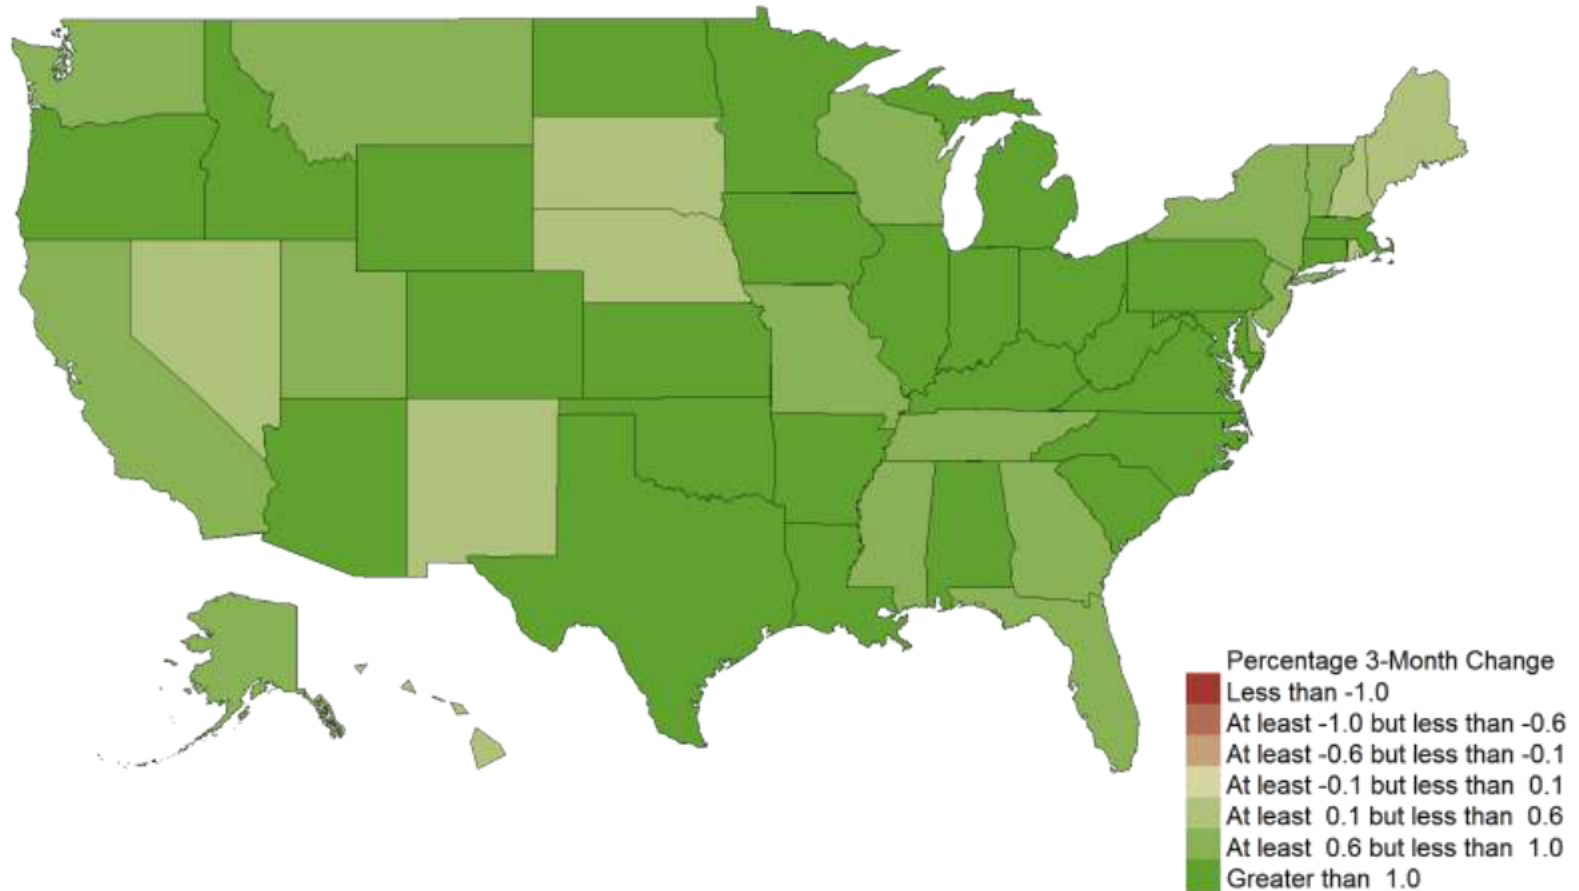 Percentage 3-Month Change
Less than -1.0
At least -1.0 but less than -0.6
At least -0.6 but less than -0.1
At least -0.1 but less than 0.1
At least 0.1 but less than 0.6
At least 0.6 but less than 1.0
Greater than 1.0